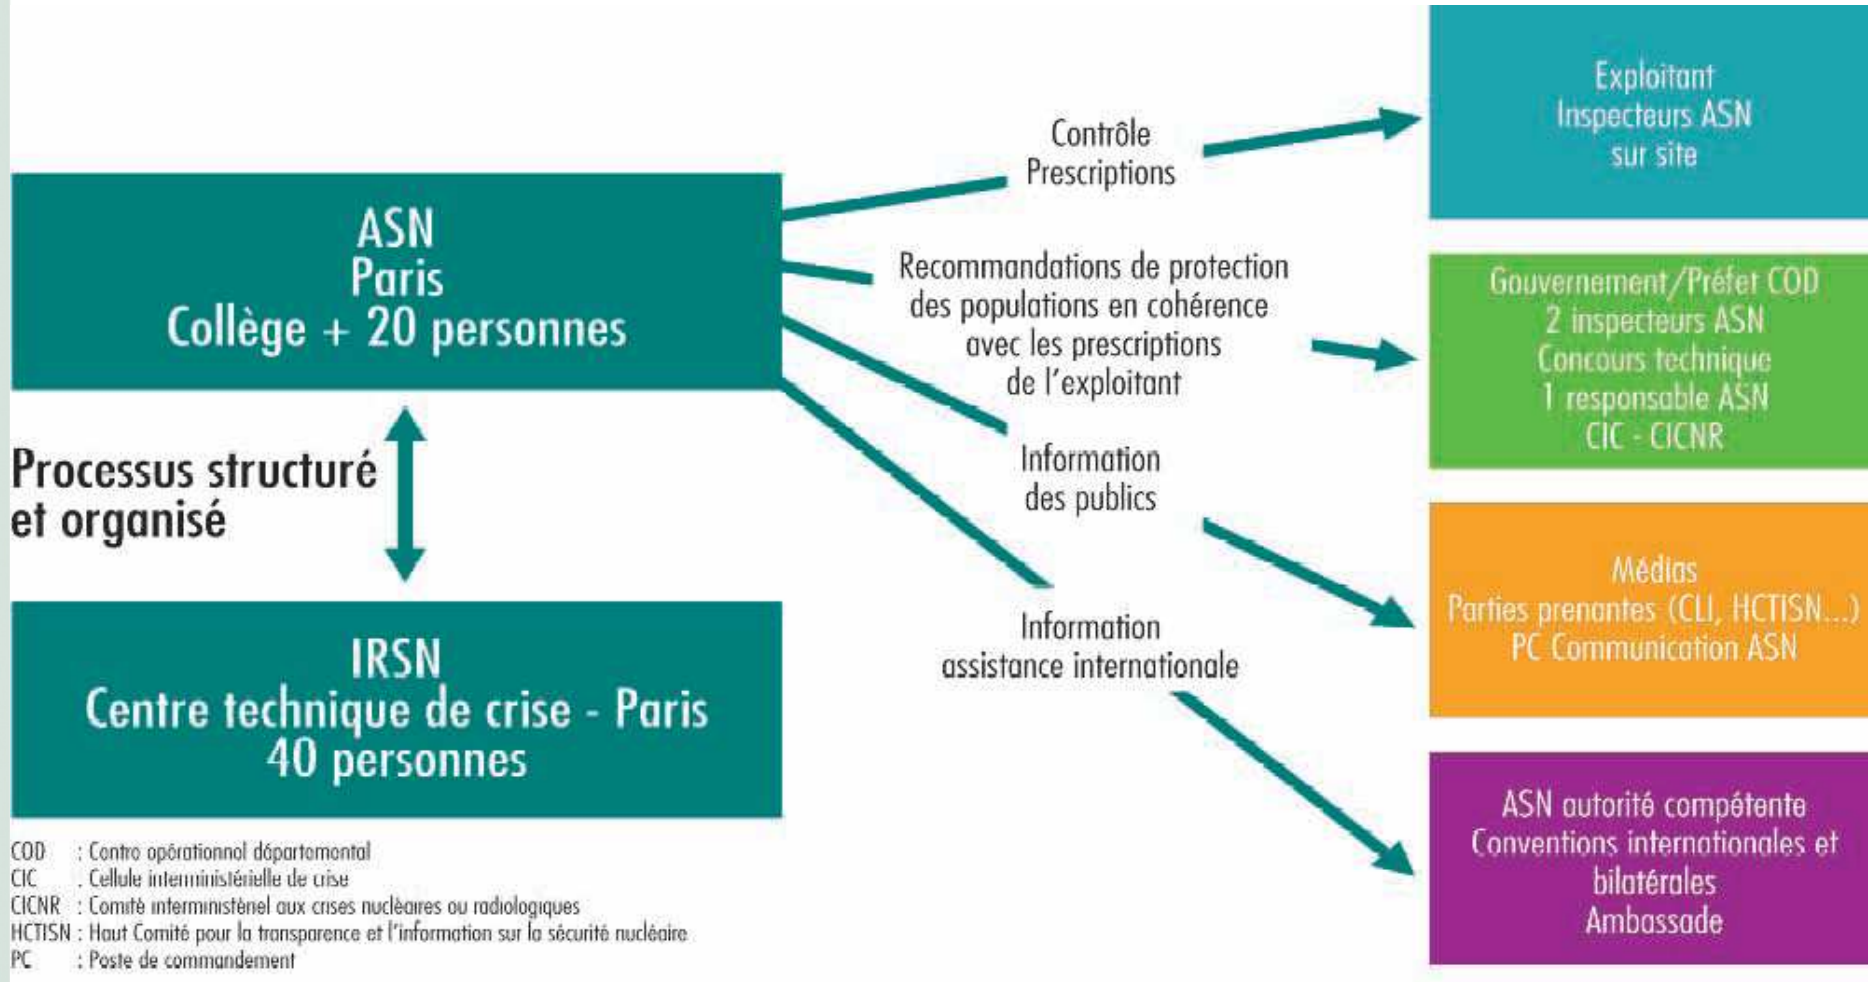 ASN
Paris
Collège + 20 personnes
Processus structuré
et organisé
IRSN
Centre technique de crise - Paris
40 personnes
Contrôle
Prescriptions
Recommandations de protection
des populations en cohérence
avec les prescriptions
de l'exploitant
Information
des publics
Information
assistance internationale
Exploitant
Inspecteurs ASN
sur site
Gouvernement/Préfet COD
2 inspecteurs ASN
Concours technique
1 responsable ASN
CIC - CICNR
Médias
Parties prenantes (CLI, HCTISN...)
PC Communication ASN
ASN autorité compétente
Conventions internationales et
bilatérales
Ambassade
COD : Centre opérationnel départemental
CIC : Cellule interministérielle de crise
CICNR : Comité interministériel aux crises nucléaires ou radiologiques
HCTISN : Haut Comité pour la transparence et l'information sur la sécurité nucléaire
PC : Poste de commandement